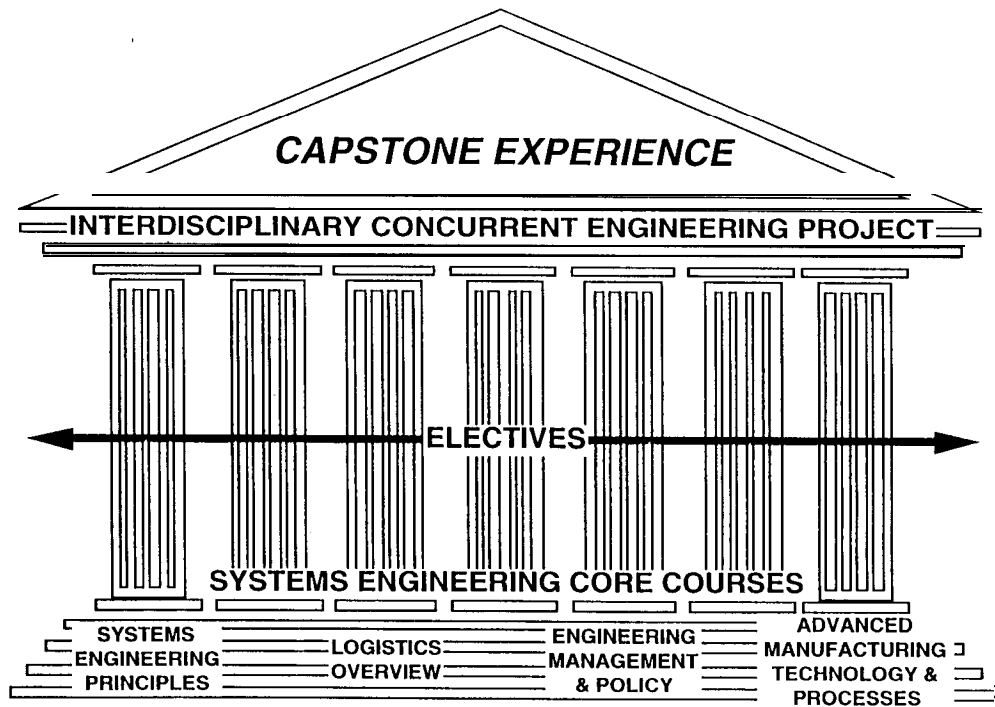 CAPSTONE EXPERIENCE
INTERDISCIPLINARY CONCURRENT ENGINEERING PROJECT
ELECTIVES
SYSTEMS ENGINEERING CORE COURSES
SYSTEMS
ENGINEERING
PRINCIPLES
LOGISTICS
OVERVIEW
ENGINEERING
MANAGEMENT
& POLICY
ADVANCED
MANUFACTURING
TECHNOLOGY &
PROCESSES